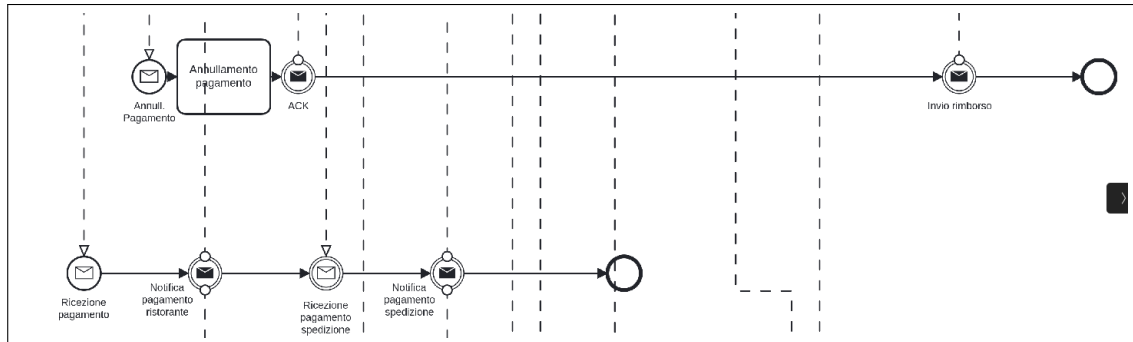 Annullamento
pagamento
Annull.
Pagamento
ACK
Invio rimborso
Ricezione
pagamento
Notifica
pagamento
ristorante
Ricezione
pagamento
spedizione
Notifica
pagamento
spedizione